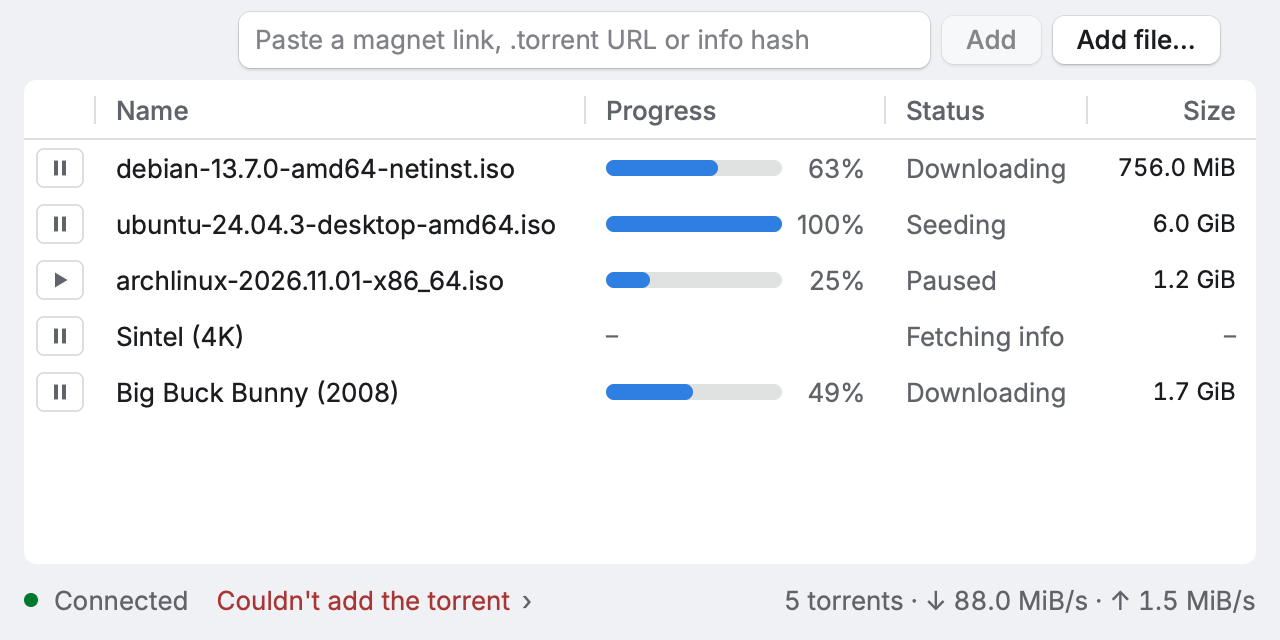 Paste a magnet link, .torrent URL or info hash Add Add file...
Name Progress Status Size
debian-13.7.0-amd64-netinst.iso 63% Downloading 756.0 MiB
ubuntu-24.04.3-desktop-amd64.iso 100% Seeding 6.0 GiB
archlinux-2026.11.01-x86_64.iso 25% Paused 1.2 GiB
Sintel (4K) – Fetching info –
Big Buck Bunny (2008) 49% Downloading 1.7 GiB
Connected Couldn't add the torrent › 5 torrents · ↓ 88.0 MiB/s · ↑ 1.5 MiB/s